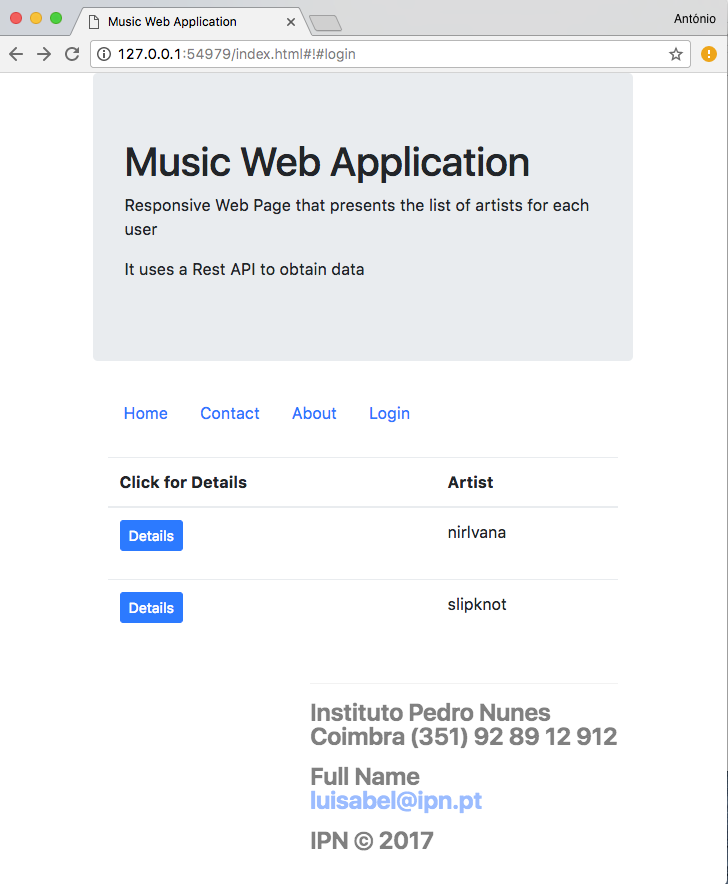 Music Web Application
António
127.0.0.1:54979/index.html#!#login
Music Web Application
Responsive Web Page that presents the list of artists for each
user
It uses a Rest API to obtain data
Home Contact About Login
Click for Details Artist
Details nirlvana
Details slipknot
Instituto Pedro Nunes
Coimbra (351) 92 89 12 912
Full Name
luisabel@ipn.pt
IPN © 2017